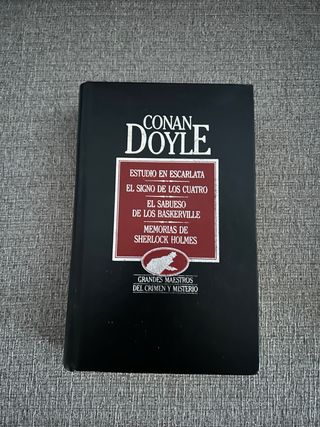 CONAN
DOYLE
ESTUDIO EN ESCARLATA
EL SIGNO DE LOS CUATRO
EL SABUESO
DE LOS BASKERVILLE
MEMORIAS DE
SHERLOCK HOLMES
GRANDES MAESTROS
DEL CRIMEN Y MISTERIO